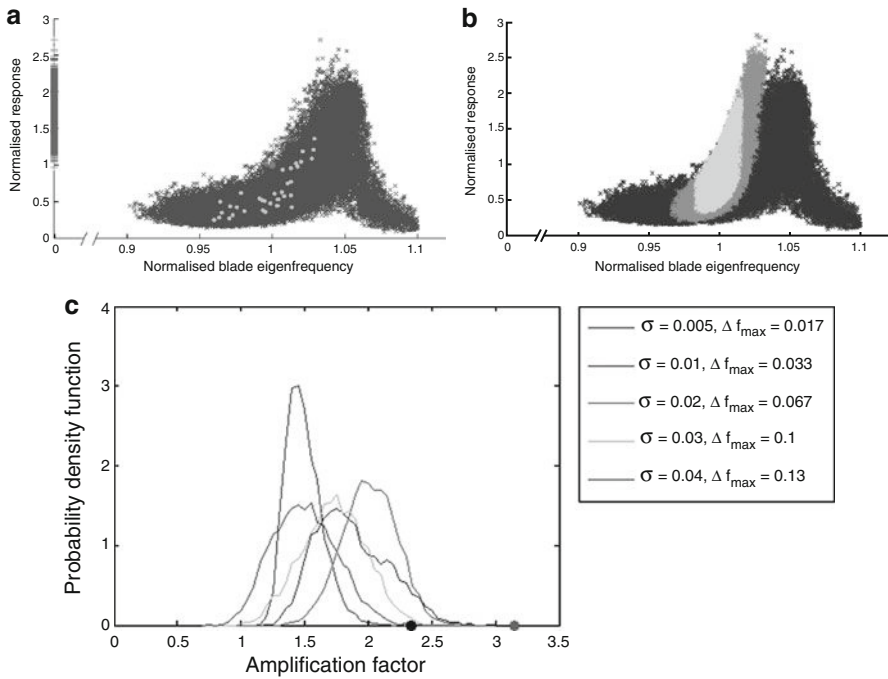 a
b
3
2.5
2
1.5
1
0.5
0
Normalised response
0 0.9 0.95 1 1.05 1.1
Normalised blade eigenfrequency
3
2.5
2
1.5
1
0.5
0
Normalised response
0 0.9 0.95 1 1.05 1.1
Normalised blade eigenfrequency
c
4
3
2
1
0
Probability density function
0 0.5 1 1.5 2 2.5 3 3.5
Amplification factor
σ = 0.005, Δ f_max = 0.017
σ = 0.01, Δ f_max = 0.033
σ = 0.02, Δ f_max = 0.067
σ = 0.03, Δ f_max = 0.1
σ = 0.04, Δ f_max = 0.13